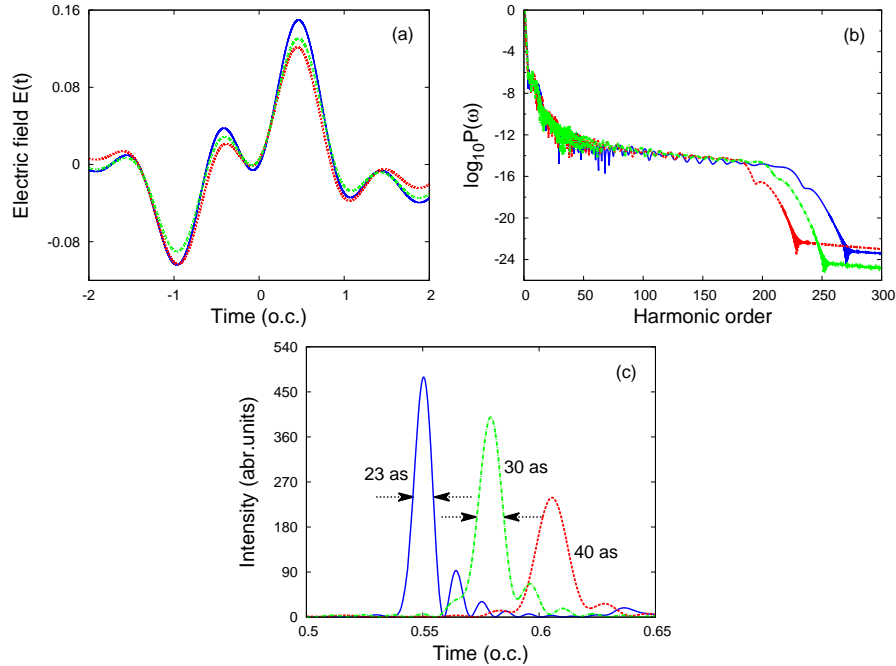 (a)
Electric field E(t)
0.16
0.08
0
-0.08
-2
-1
0
1
2
Time (o.c.)
(b)
log10P(ω)
0
-4
-8
-12
-16
-20
-24
0
50
100
150
200
250
300
Harmonic order
(c)
Intensity (abr.units)
540
450
360
270
180
90
0
23 as
30 as
40 as
0.5
0.55
0.6
0.65
Time (o.c.)